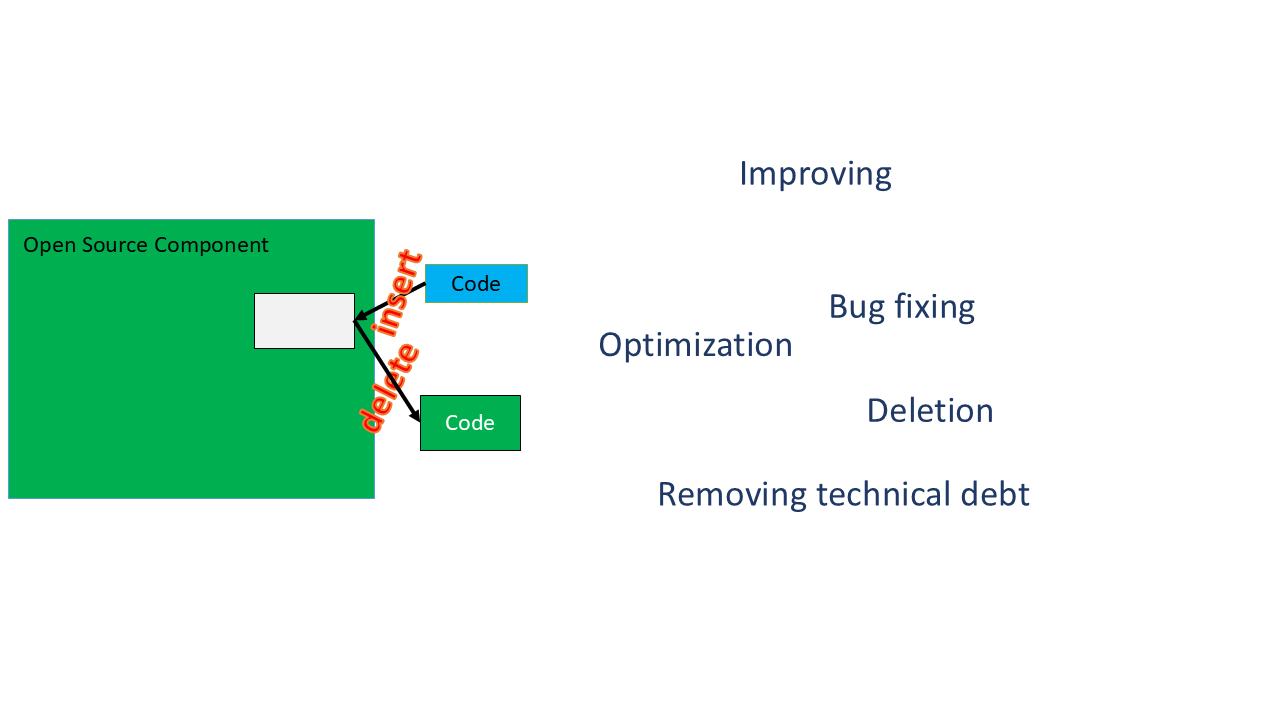 Open Source Component
insert
Code
delete
Code
Improving
Bug fixing
Optimization
Deletion
Removing technical debt